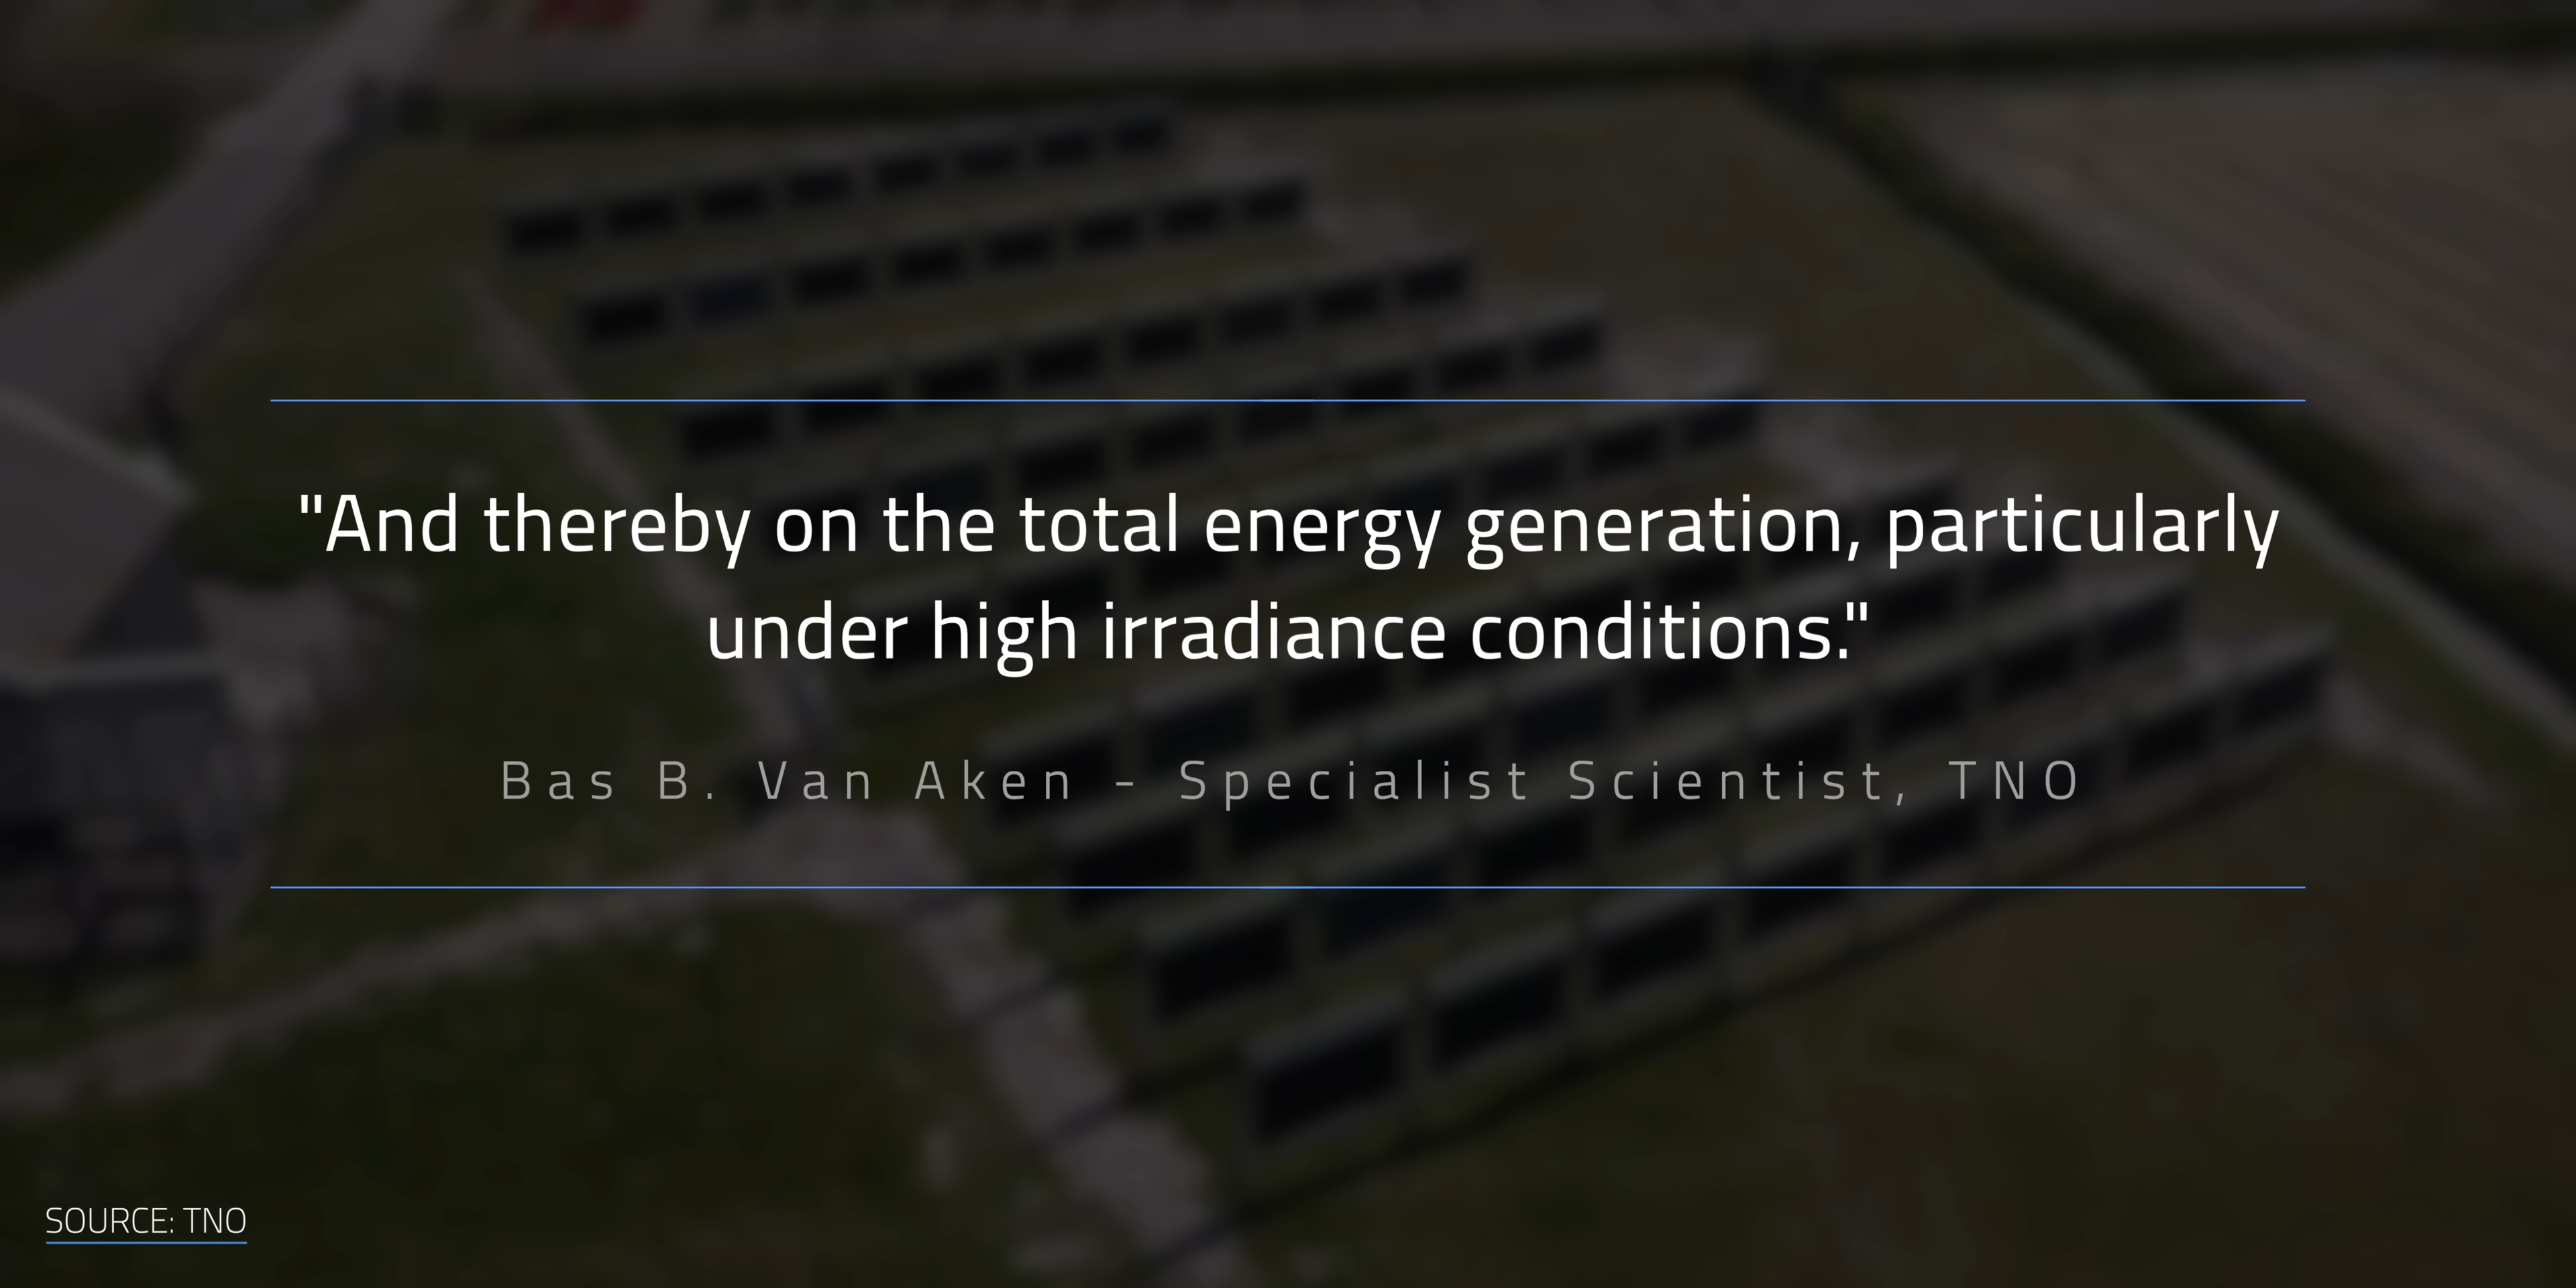 "And thereby on the total energy generation, particularly
under high irradiance conditions."
Bas B. Van Aken - Specialist Scientist, TNO
SOURCE: TNO